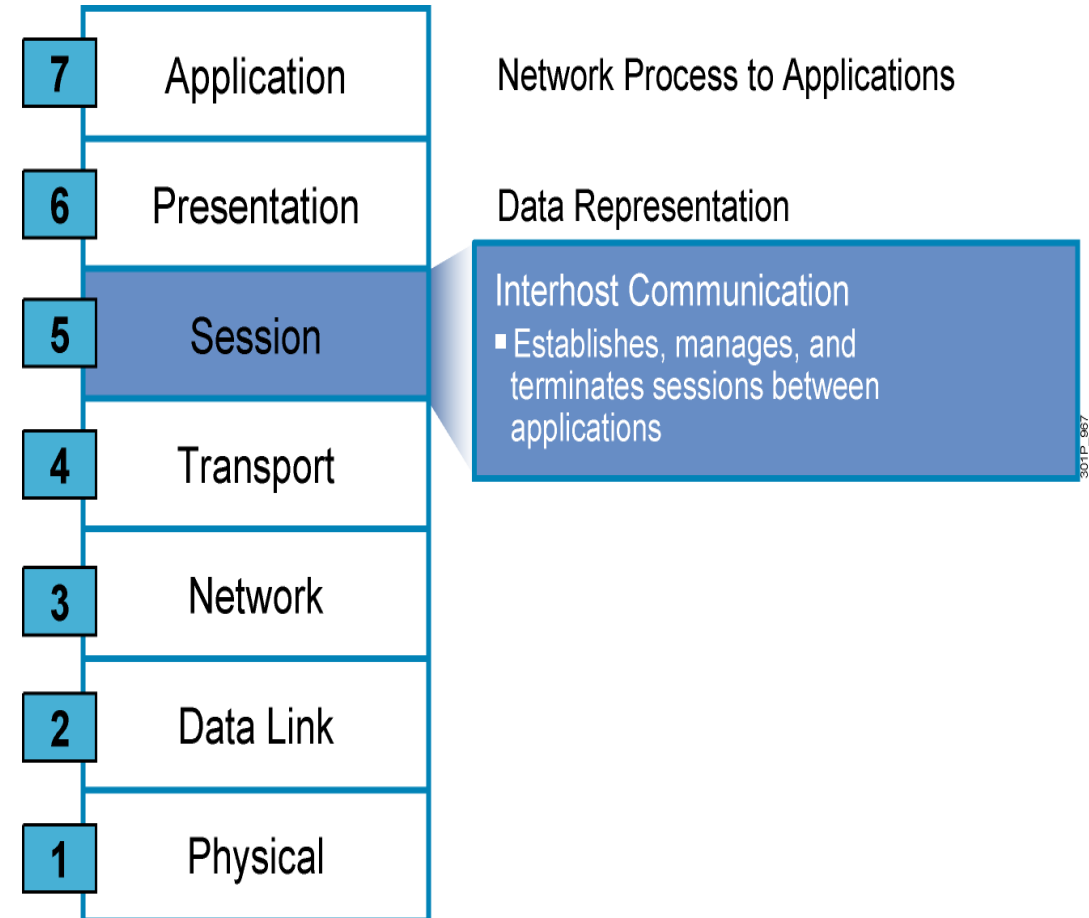 7 Application Network Process to Applications
6 Presentation Data Representation
5 Session Interhost Communication
▪ Establishes, manages, and
terminates sessions between
applications
4 Transport
3 Network
2 Data Link
1 Physical
301P_967